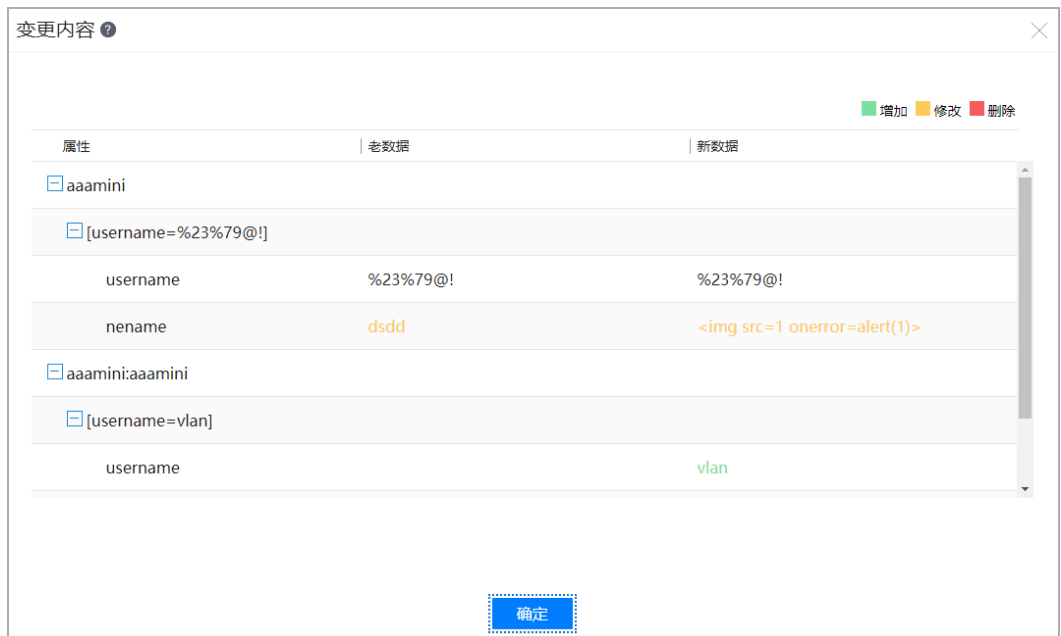 变更内容 ?
增加 修改 删除
属性 老数据 新数据
aaamini
[username=%23%79@!]
username %23%79@! %23%79@!
nename dsdd <img src=1 onerror=alert(1)>
aaamini:aaamini
[username=vlan]
username vlan
确定